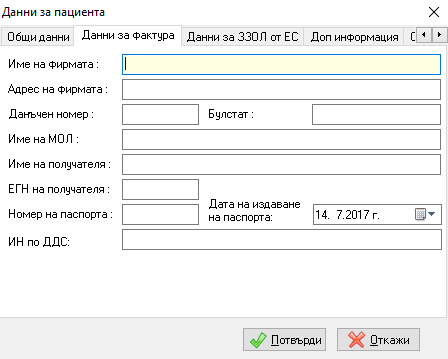 Данни за пациента
Общи данни Данни за фактура Данни за ЗЗОЛ от ЕС Доп информация
Име на фирмата :
Адрес на фирмата :
Данъчен номер : Булстат :
Име на МОЛ :
Име на получателя :
ЕГН на получателя :
Номер на паспорта : Дата на издаване на паспорта: 14. 7.2017 г.
ИН по ДДС:
Потвърди Откажи